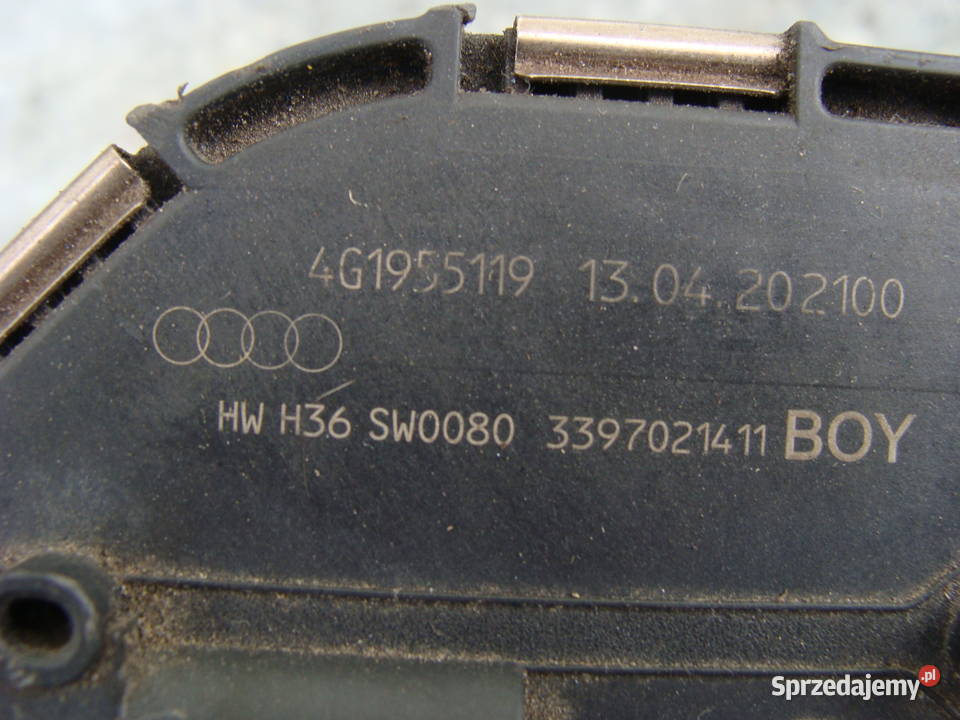 4G1955119 13.04.202100
HW H36 SW0080 3397021411 BOY
Sprzedajemy.pl